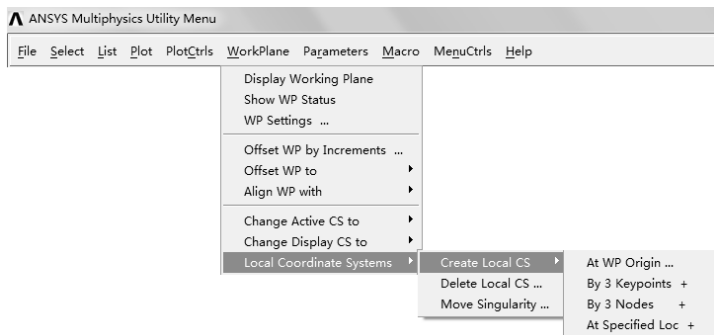 ANSYS Multiphysics Utility Menu
File Select List Plot PlotCtrls WorkPlane Parameters Macro MenuCtrls Help
Display Working Plane
Show WP Status
WP Settings ...
Offset WP by Increments ...
Offset WP to
Align WP with
Change Active CS to
Change Display CS to
Local Coordinate Systems
Create Local CS
Delete Local CS ...
Move Singularity ...
At WP Origin ...
By 3 Keypoints +
By 3 Nodes +
At Specified Loc +